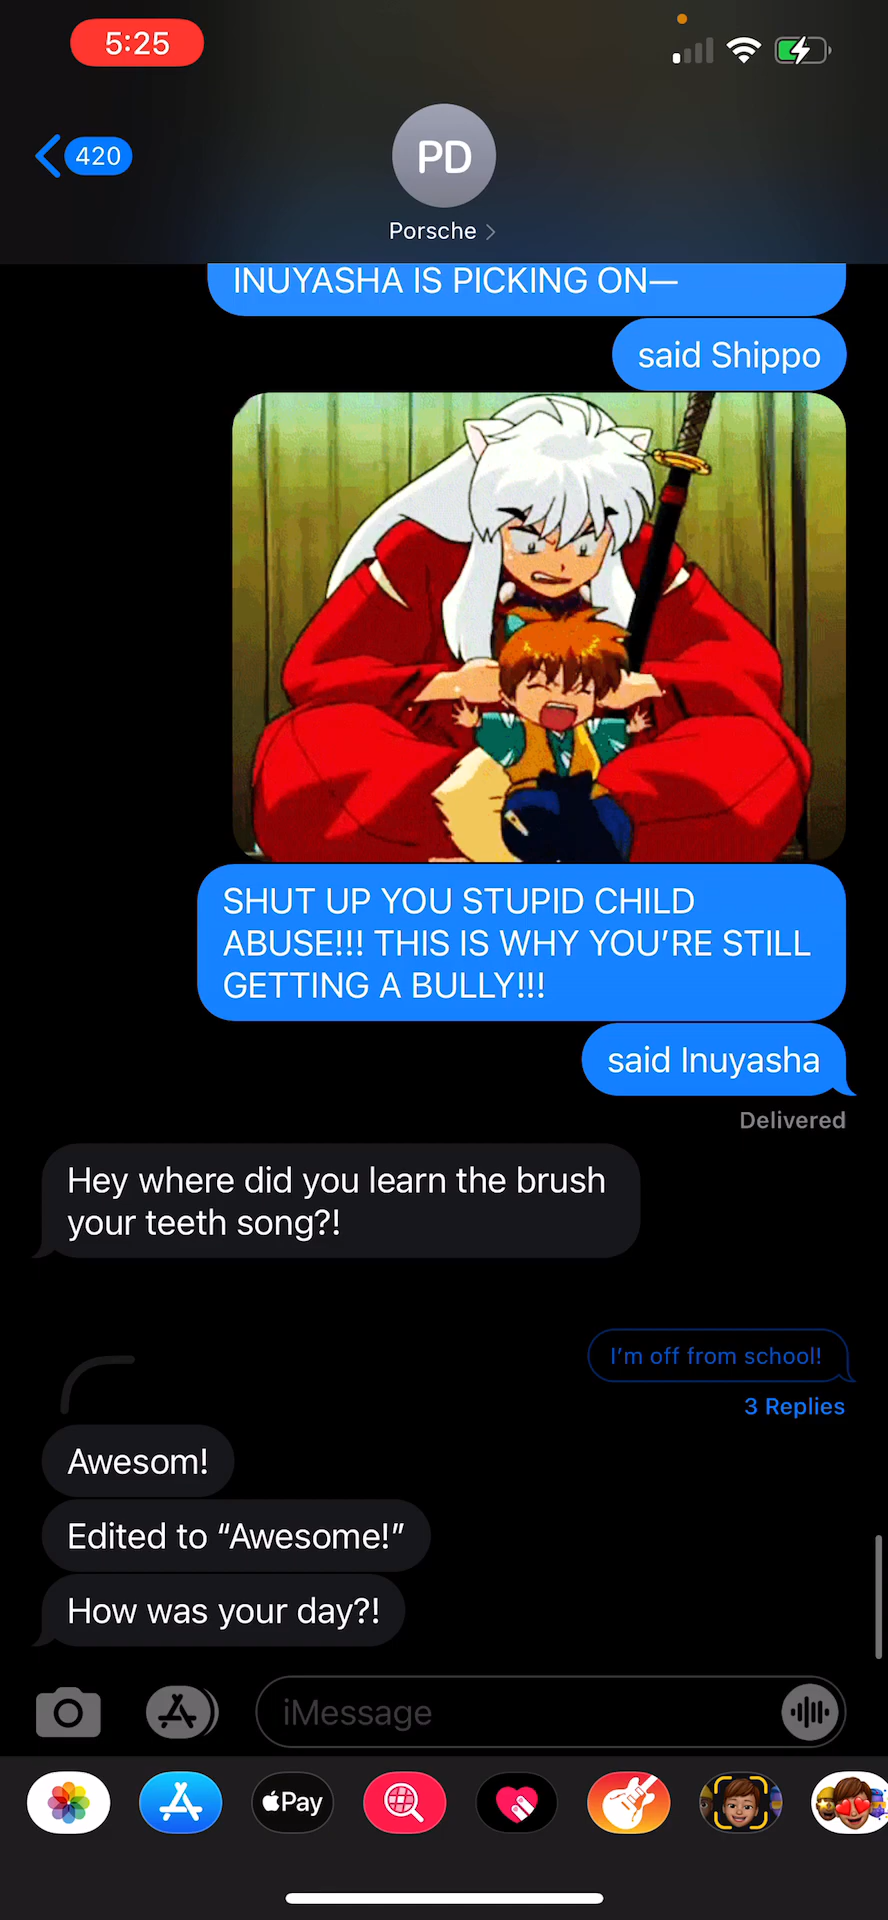 5:25
420
PD
Porsche
INUYASHA IS PICKING ON—
said Shippo
SHUT UP YOU STUPID CHILD
ABUSE!!! THIS IS WHY YOU’RE STILL
GETTING A BULLY!!!
said Inuyasha
Delivered
Hey where did you learn the brush
your teeth song?!
I’m off from school!
3 Replies
Awesom!
Edited to “Awesome!”
How was your day?!
iMessage
Pay